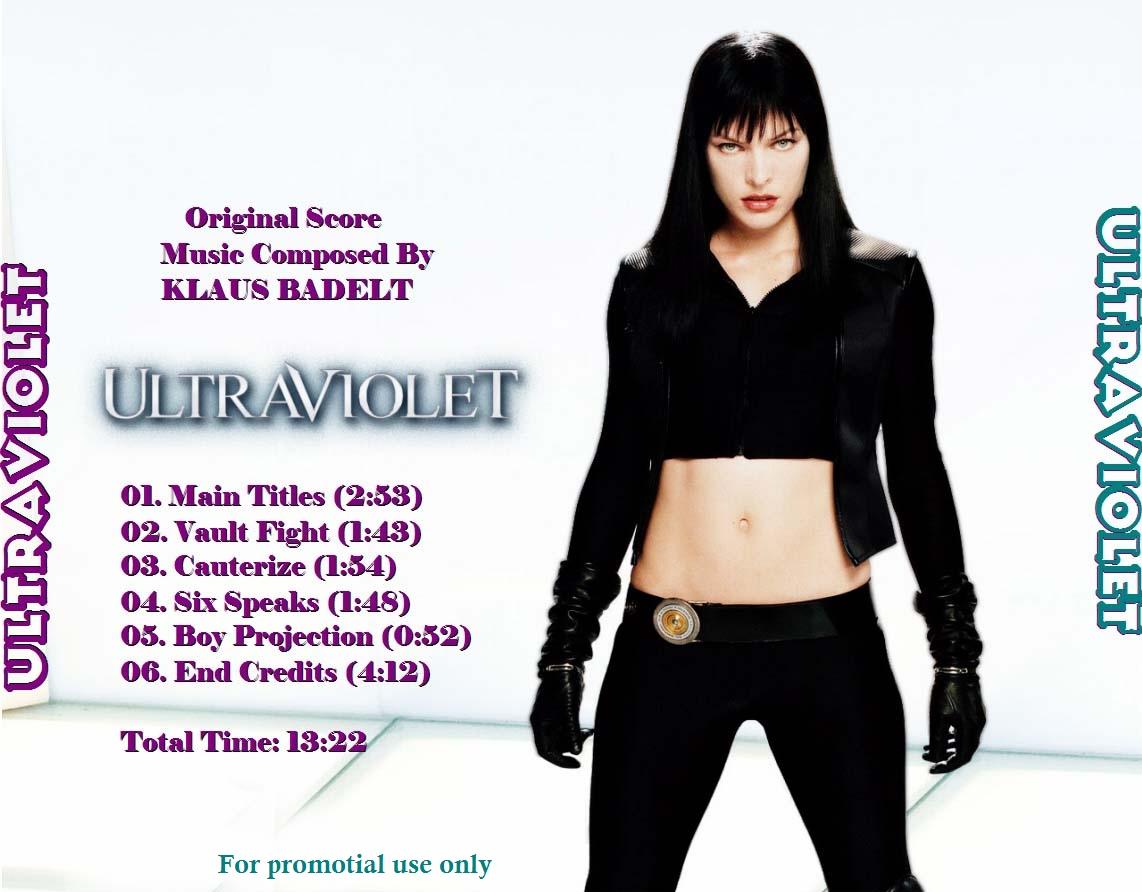 Original Score
Music Composed By
KLAUS BADELT
ULTRAVIOLET
ULTRAVIOLET
01. Main Titles (2:53)
02. Vault Fight (1:43)
03. Cauterize (1:54)
04. Six Speaks (1:48)
05. Boy Projection (0:52)
06. End Credits (4:12)
Total Time: 13:22
For promotial use only
ULTRAVIOLET